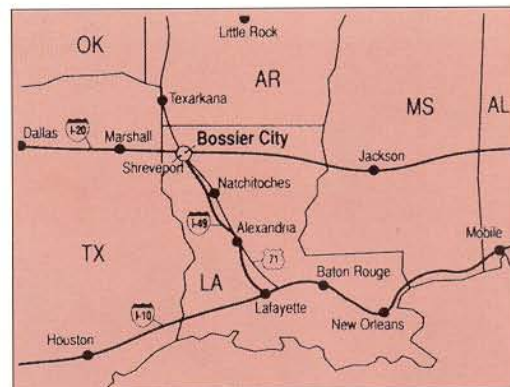 OK
Little Rock
AR
Texarkana
MS
AL
Dallas
I-20
Marshall
Bossier City
Shreveport
Jackson
Natchitoches
I-49
Alexandria
71
TX
LA
Baton Rouge
Mobile
I-10
Lafayette
New Orleans
Houston